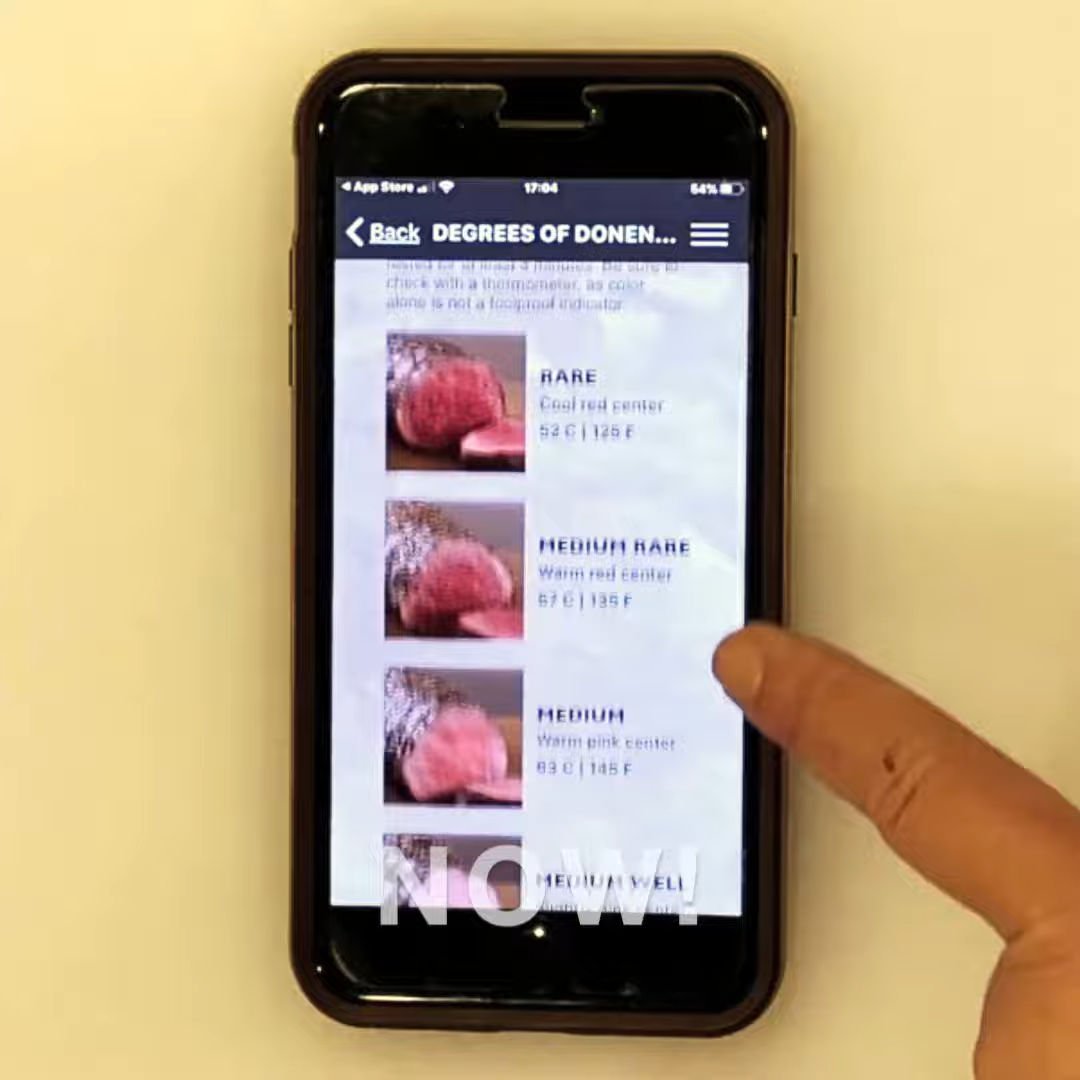 App Store
17:04
54%
Back DEGREES OF DONEN...
check with a thermometer, as color
alone is not a foolproof indicator.
RARE
Cool red center
52 C | 125 F
MEDIUM RARE
Warm red center
57 C | 135 F
MEDIUM
Warm pink center
63 C | 145 F
MEDIUM WELL
NOW!